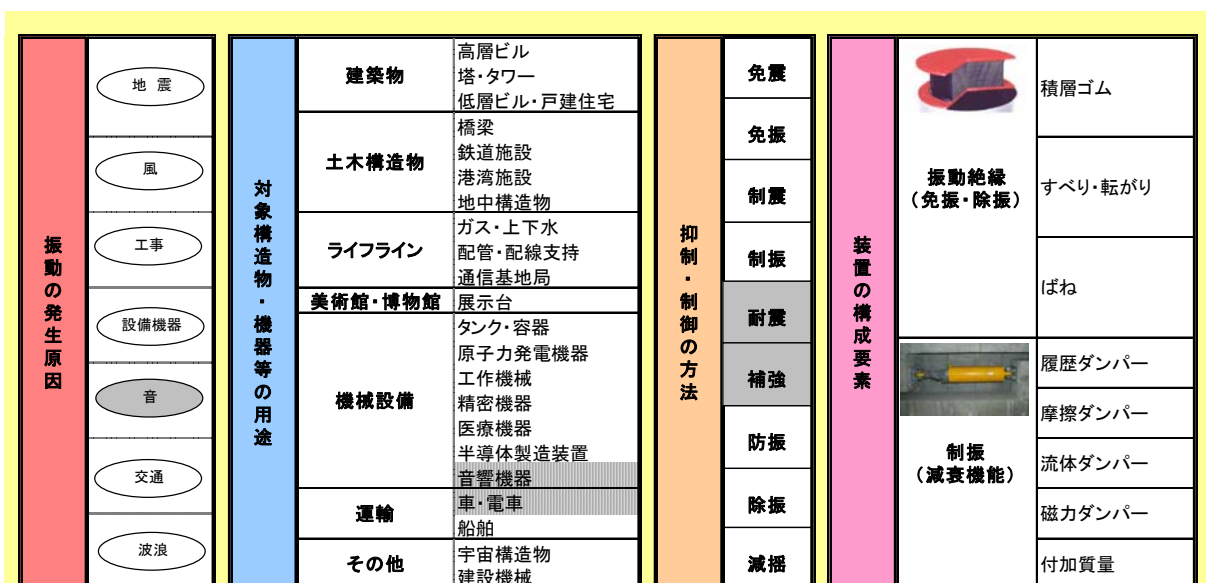 振動の発生原因
地 震
風
工事
設備機器
音
交通
波浪
対象構造物・機器等の用途
建築物
高層ビル
塔・タワー
低層ビル・戸建住宅
土木構造物
橋梁
鉄道施設
港湾施設
地中構造物
ライフライン
ガス・上下水
配管・配線支持
通信基地局
美術館・博物館
展示台
機械設備
タンク・容器
原子力発電機器
工作機械
精密機器
医療機器
半導体製造装置
音響機器
運輸
車・電車
船舶
その他
宇宙構造物
建設機械
抑制・制御の方法
免震
免振
制震
制振
耐震
補強
防振
除振
減揺
装置の構成要素
振動絶縁
（免振・除振）
積層ゴム
すべり・転がり
ばね
制振
（減衰機能）
履歴ダンパー
摩擦ダンパー
流体ダンパー
磁力ダンパー
付加質量